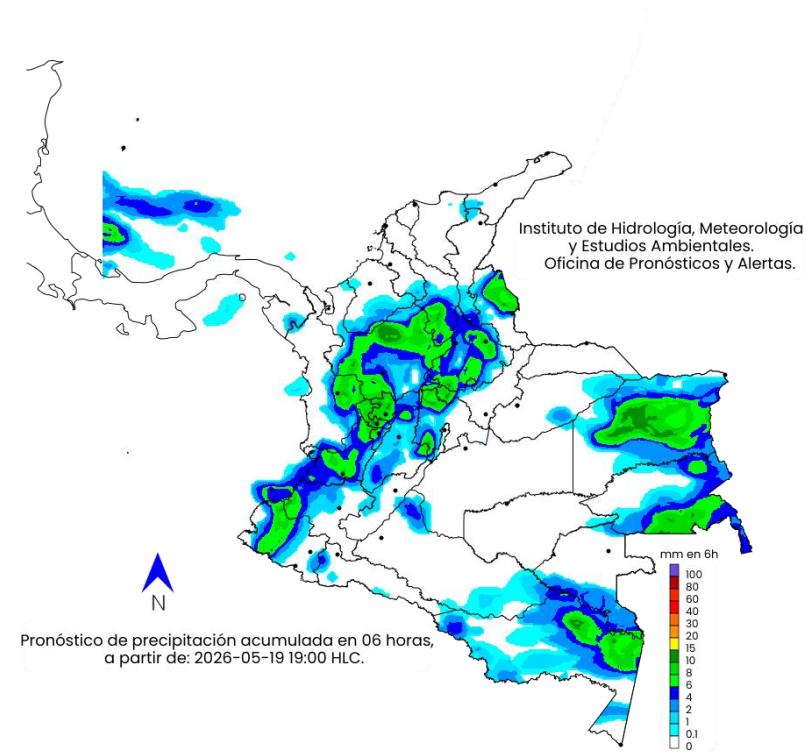 Instituto de Hidrología, Meteorología
y Estudios Ambientales.
Oficina de Pronósticos y Alertas.
mm en 6h
100
80
60
40
30
20
15
10
8
6
4
2
1
0.1
0
N
Pronóstico de precipitación acumulada en 06 horas,
a partir de: 2026-05-19 19:00 HLC.